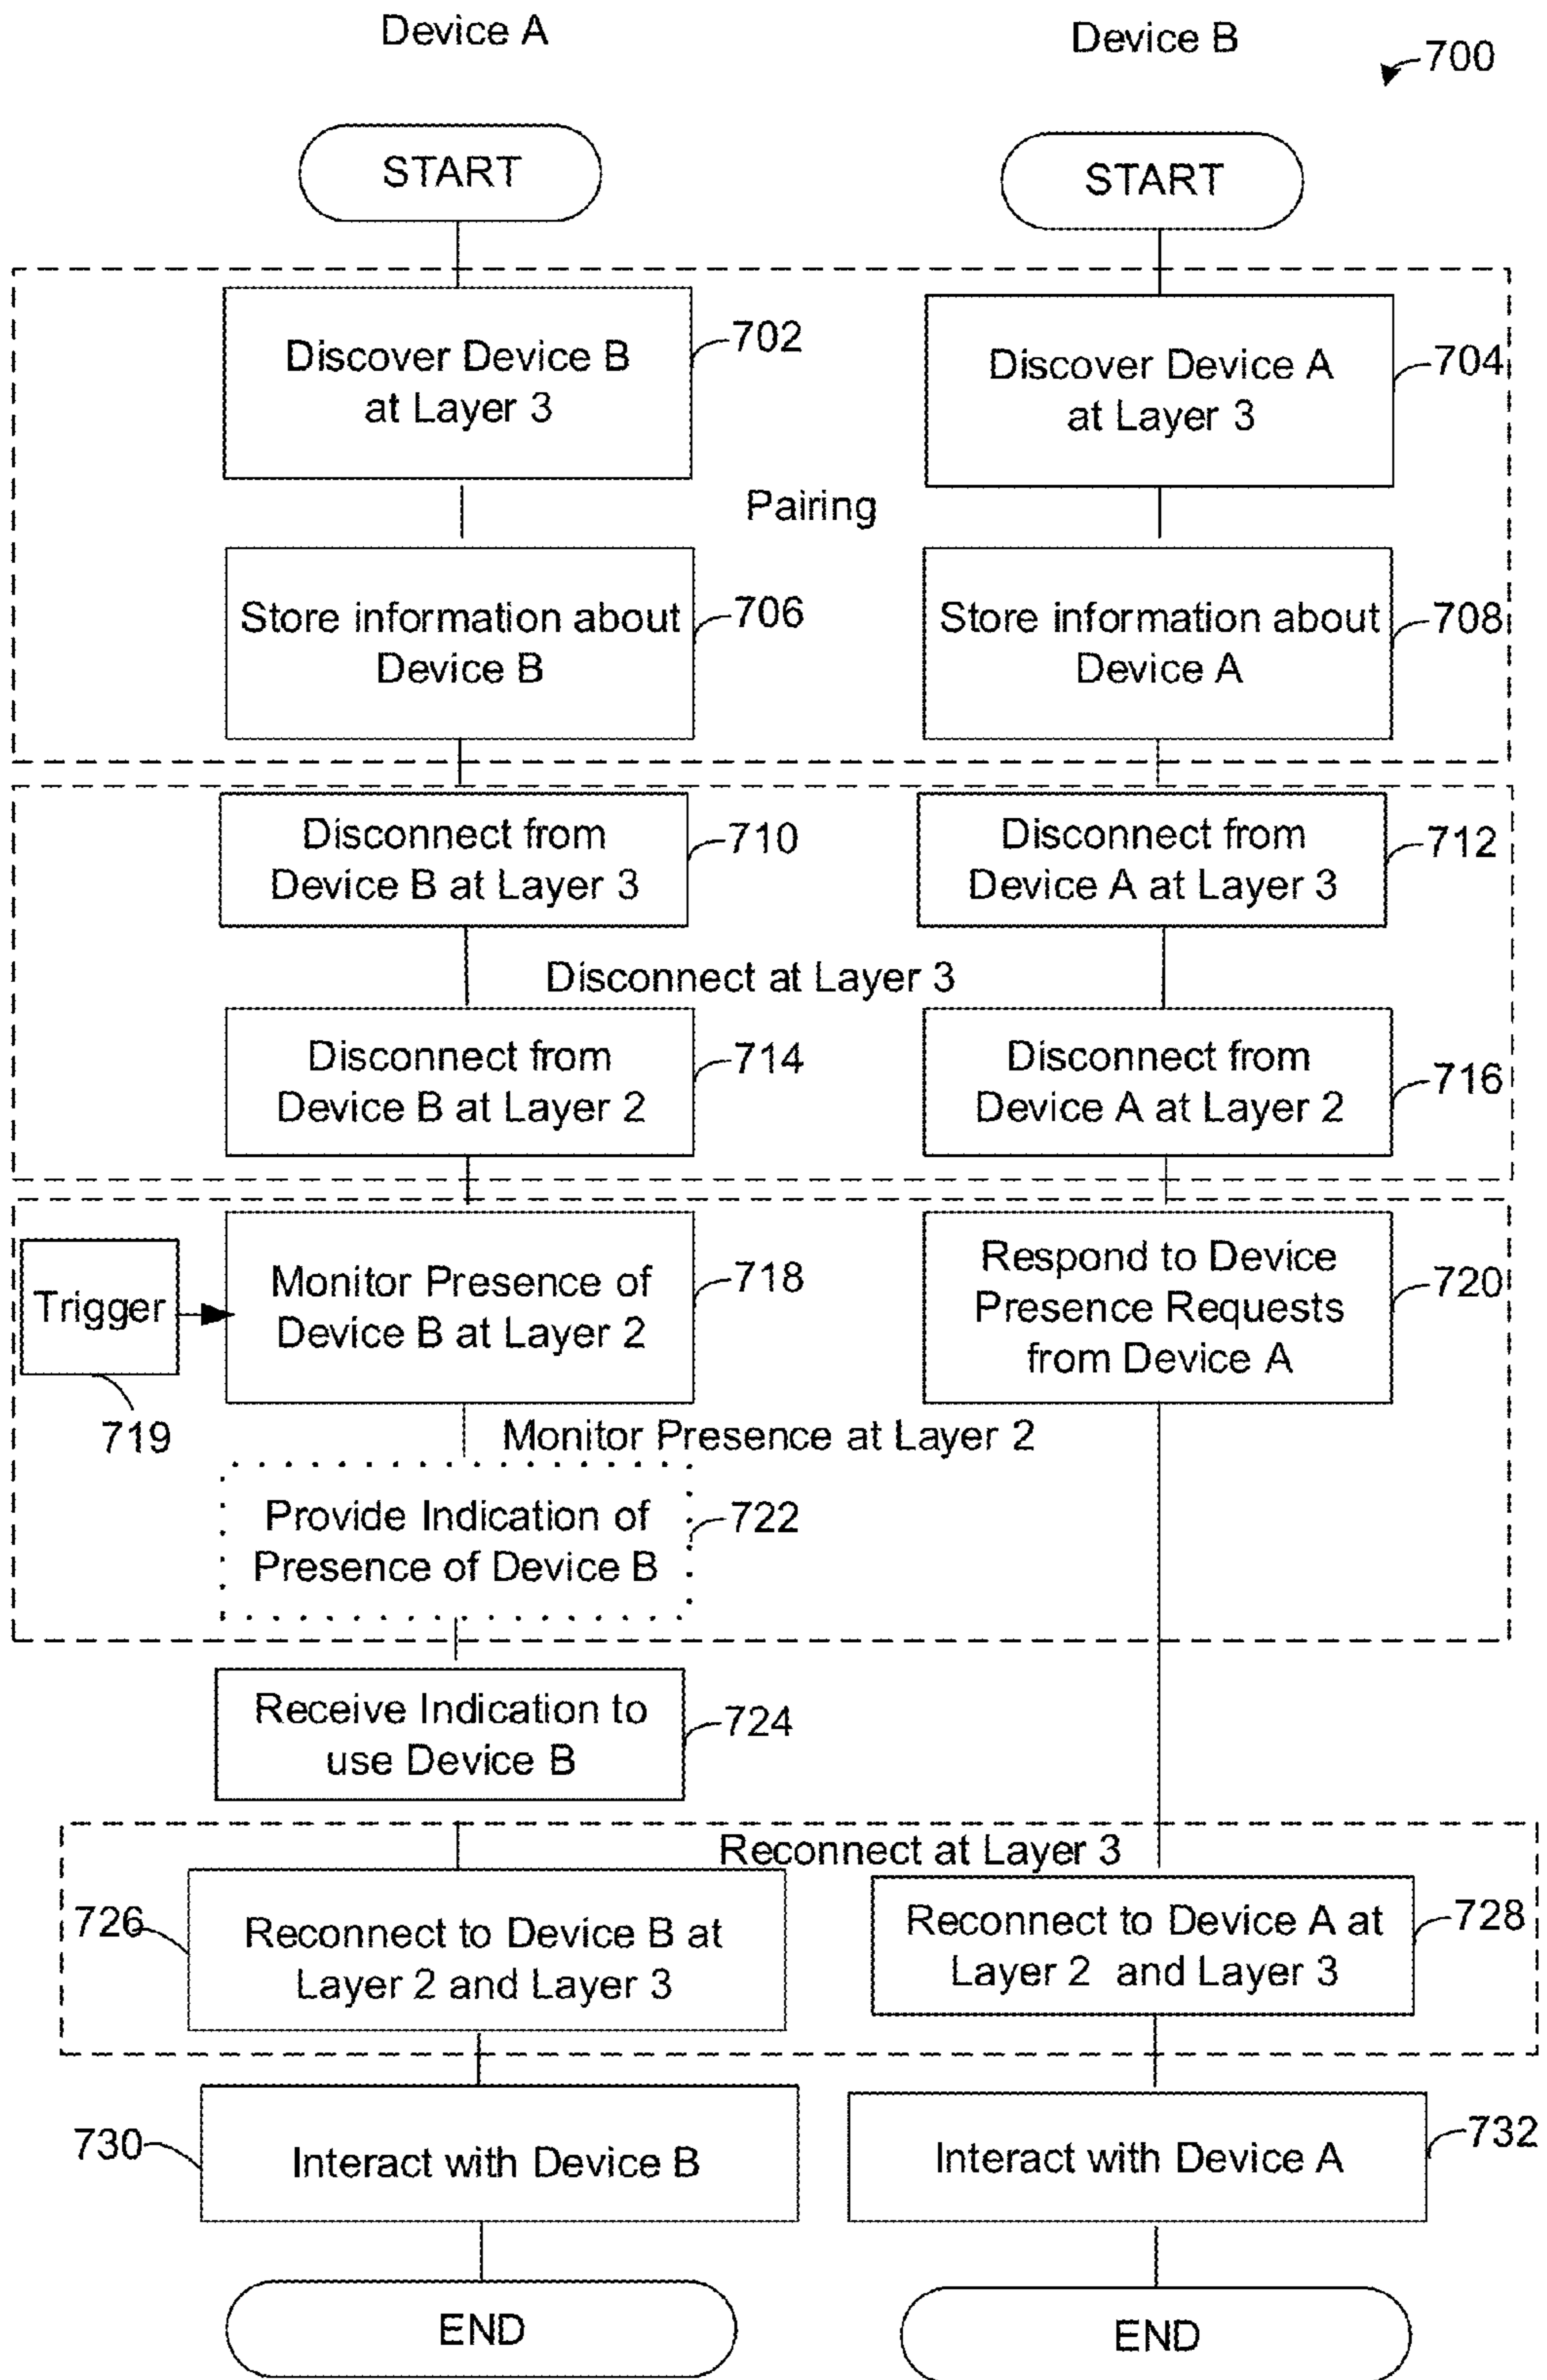 Device A
Device B
700
START
START
Discover Device B
at Layer 3
702
Discover Device A
at Layer 3
704
Pairing
Store information about
Device B
706
Store information about
Device A
708
Disconnect from
Device B at Layer 3
710
Disconnect from
Device A at Layer 3
712
Disconnect at Layer 3
Disconnect from
Device B at Layer 2
714
Disconnect from
Device A at Layer 2
716
Trigger
719
Monitor Presence of
Device B at Layer 2
718
Respond to Device
Presence Requests
from Device A
720
Monitor Presence at Layer 2
Provide Indication of
Presence of Device B
722
Receive Indication to
use Device B
724
Reconnect at Layer 3
726
Reconnect to Device B at
Layer 2 and Layer 3
Reconnect to Device A at
Layer 2 and Layer 3
728
730
Interact with Device B
Interact with Device A
732
END
END